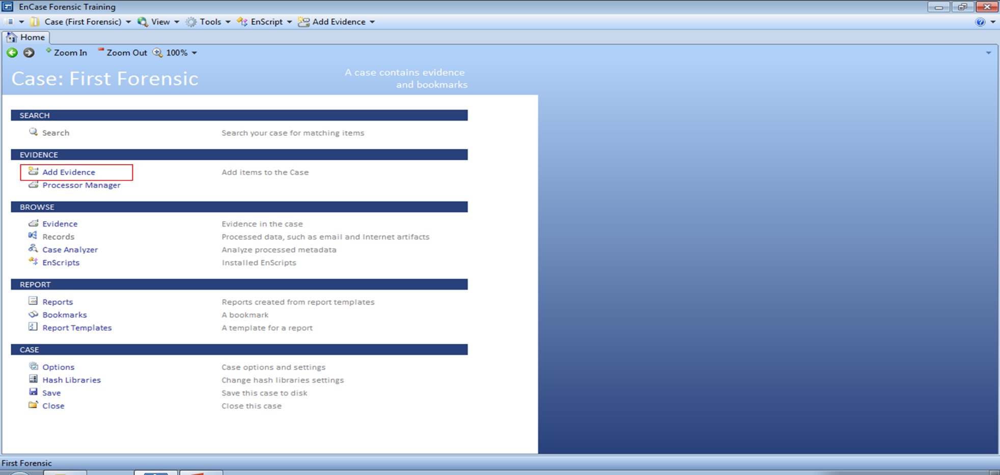 EnCase Forensic Training
Case (First Forensic) View Tools EnScript Add Evidence
Home
Zoom In Zoom Out 100%
Case: First Forensic
A case contains evidence
and bookmarks
SEARCH
Search Search your case for matching items
EVIDENCE
Add Evidence Add items to the Case
Processor Manager
BROWSE
Evidence Evidence in the case
Records Processed data, such as email and Internet artifacts
Case Analyzer Analyze processed metadata
EnScripts Installed EnScripts
REPORT
Reports Reports created from report templates
Bookmarks A bookmark
Report Templates A template for a report
CASE
Options Case options and settings
Hash Libraries Change hash libraries settings
Save Save this case to disk
Close Close this case
First Forensic